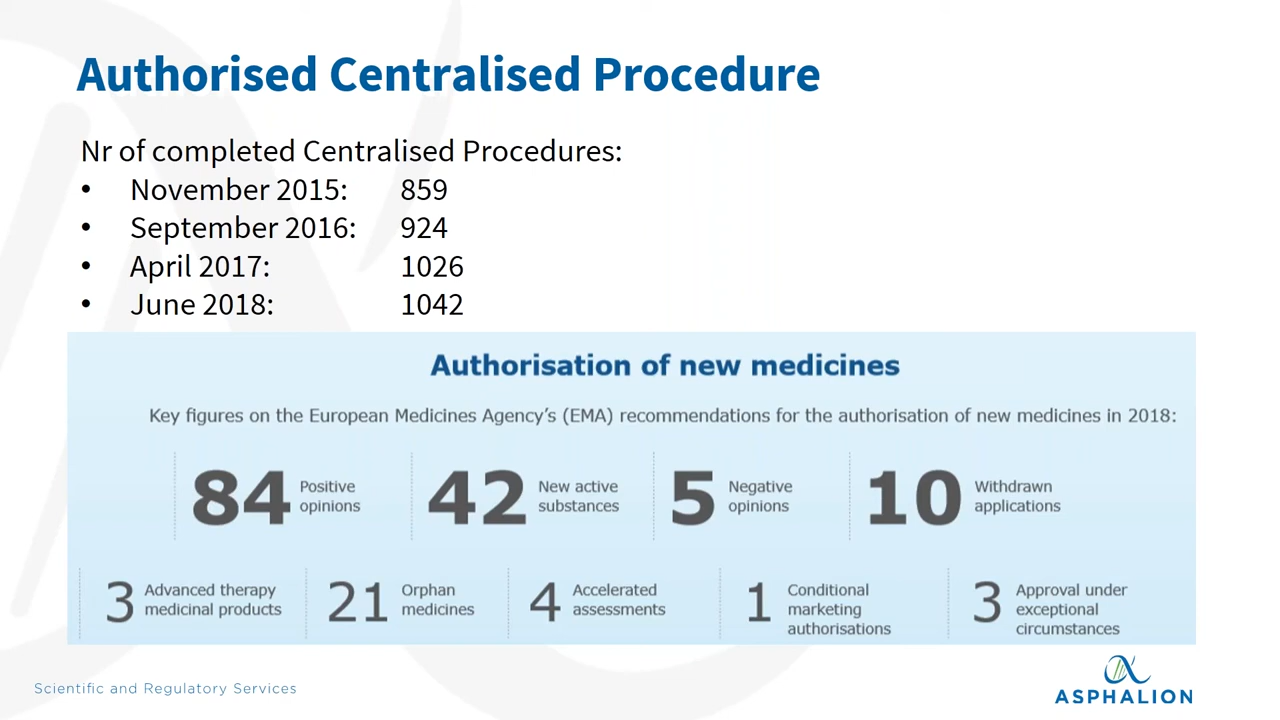 Authorised Centralised Procedure
Nr of completed Centralised Procedures:
• November 2015: 859
• September 2016: 924
• April 2017: 1026
• June 2018: 1042
Authorisation of new medicines
Key figures on the European Medicines Agency’s (EMA) recommendations for the authorisation of new medicines in 2018:
84 Positive opinions
42 New active substances
5 Negative opinions
10 Withdrawn applications
3 Advanced therapy medicinal products
21 Orphan medicines
4 Accelerated assessments
1 Conditional marketing authorisations
3 Approval under exceptional circumstances
Scientific and Regulatory Services
ASPHALION